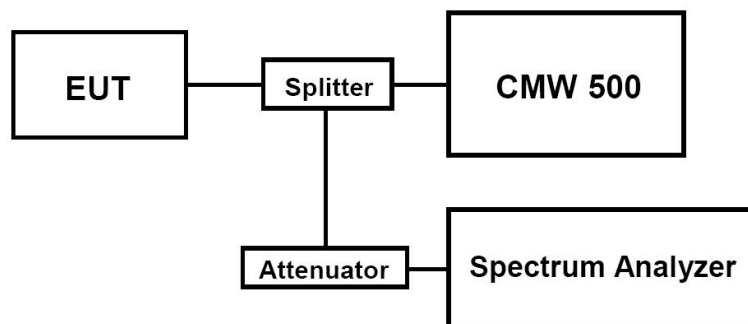 EUT
Splitter
CMW 500
Attenuator
Spectrum Analyzer